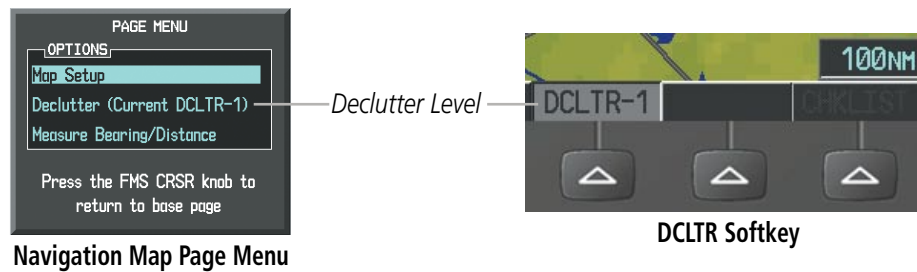 PAGE MENU
OPTIONS
Map Setup
Declutter (Current DCLTR-1)
Measure Bearing/Distance
Press the FMS CRSR knob to
return to base page
Navigation Map Page Menu
Declutter Level
100NM
DCLTR-1
CHKLIST
DCLTR Softkey